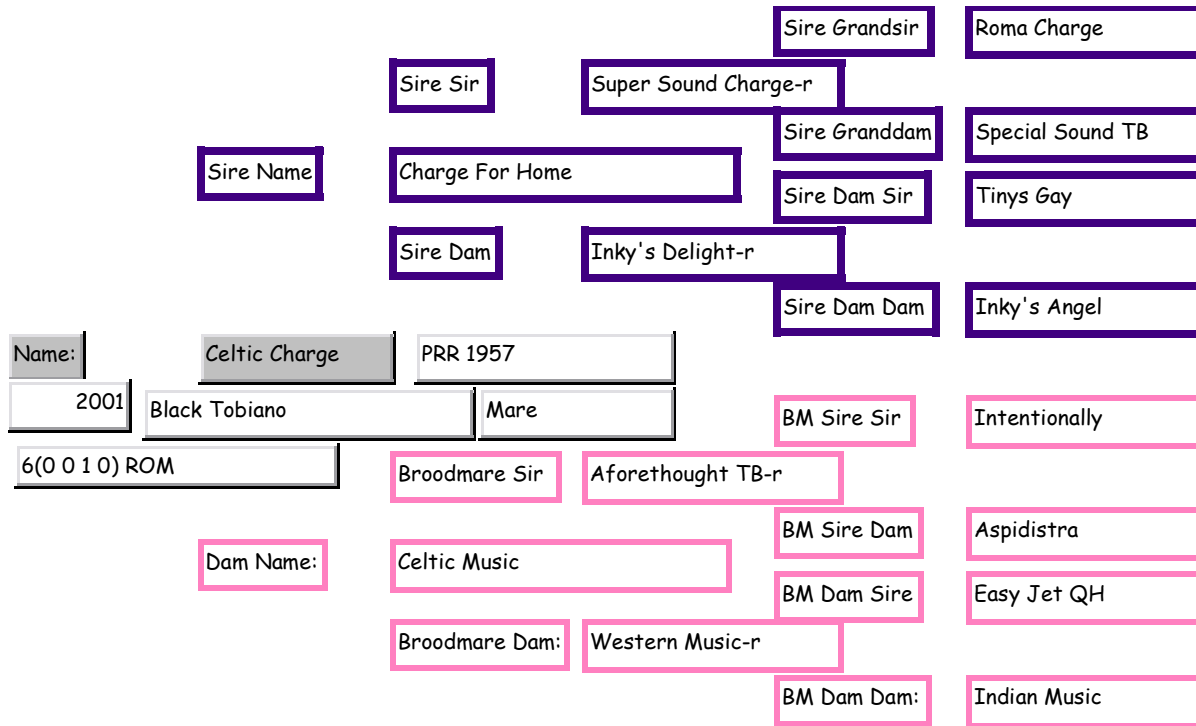 Sire Grandsir Roma Charge
Sire Sir Super Sound Charge-r
Sire Granddam Special Sound TB
Sire Name Charge For Home
Sire Dam Sir Tinys Gay
Sire Dam Inky's Delight-r
Sire Dam Dam Inky's Angel
Name: Celtic Charge PRR 1957
2001 Black Tobiano Mare
BM Sire Sir Intentionally
6(0 0 1 0) ROM
Broodmare Sir Aforethought TB-r
BM Sire Dam Aspidistra
Dam Name: Celtic Music
BM Dam Sire Easy Jet QH
Broodmare Dam: Western Music-r
BM Dam Dam: Indian Music